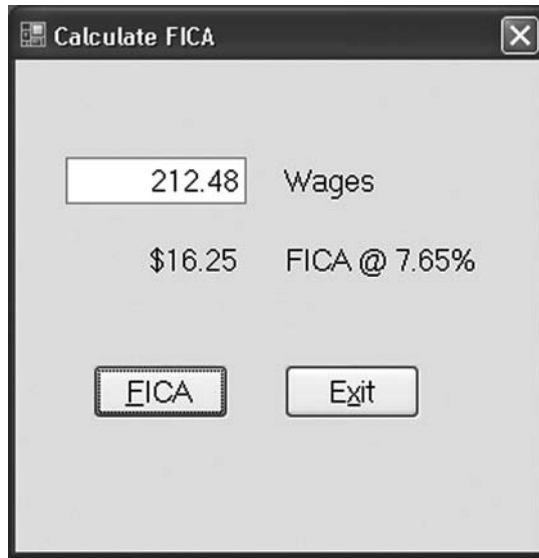 Calculate FICA
212.48 Wages
$16.25 FICA @ 7.65%
FICA Exit